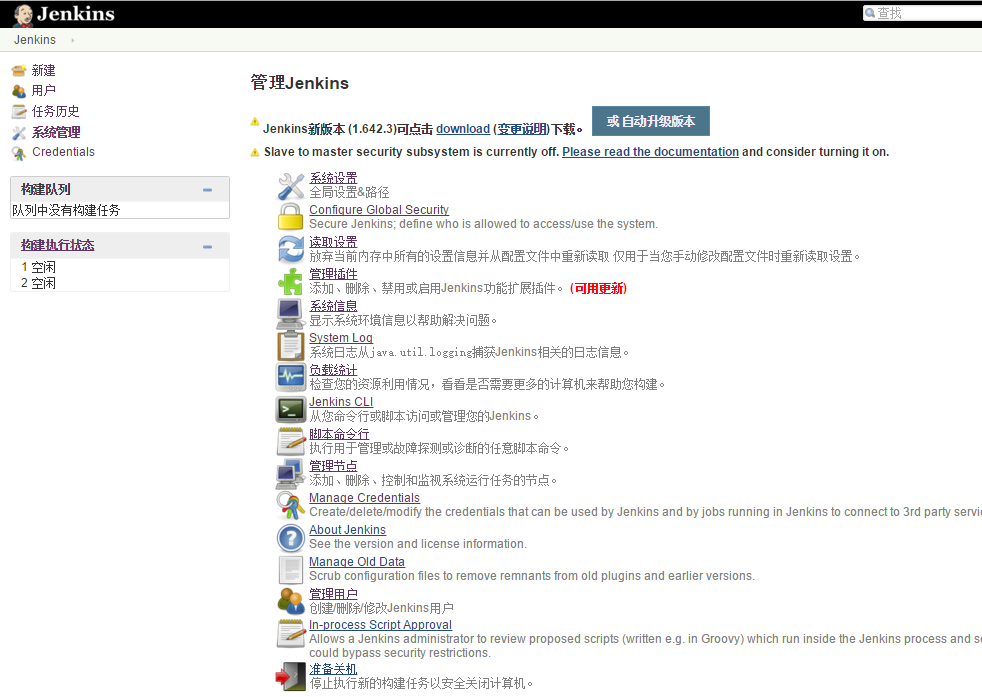 Jenkins
查找
Jenkins
新建
用户
任务历史
系统管理
Credentials
构建队列
队列中没有构建任务
构建执行状态
1 空闲
2 空闲
管理Jenkins
Jenkins新版本 (1.642.3)可点击 download (变更说明)下载。
或 自动升级版本
Slave to master security subsystem is currently off. Please read the documentation and consider turning it on.
系统设置
全局设置&路径
Configure Global Security
Secure Jenkins; define who is allowed to access/use the system.
读取设置
放弃当前内存中所有的设置信息并从配置文件中重新读取 仅用于当您手动修改配置文件时重新读取设置。
管理插件
添加、删除、禁用或启用Jenkins功能扩展插件。 (可用更新)
系统信息
显示系统环境信息以帮助解决问题。
System Log
系统日志从java.util.logging捕获Jenkins相关的日志信息。
负载统计
检查您的资源利用情况，看看是否需要更多的计算机来帮助您构建。
Jenkins CLI
从您命令行或脚本访问或管理您的Jenkins。
脚本命令行
执行用于管理或故障探测或诊断的任意脚本命令。
管理节点
添加、删除、控制和监视系统运行任务的节点。
Manage Credentials
Create/delete/modify the credentials that can be used by Jenkins and by jobs running in Jenkins to connect to 3rd party servi
About Jenkins
See the version and license information.
Manage Old Data
Scrub configuration files to remove remnants from old plugins and earlier versions.
管理用户
创建/删除/修改Jenkins用户
In-process Script Approval
Allows a Jenkins administrator to review proposed scripts (written e.g. in Groovy) which run inside the Jenkins process and s
could bypass security restrictions.
准备关机
停止执行新的构建任务以安全关闭计算机。